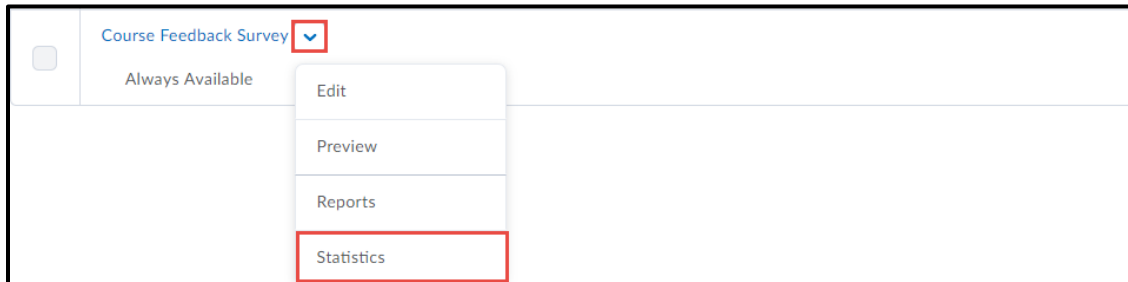 Course Feedback Survey
Always Available
Edit
Preview
Reports
Statistics